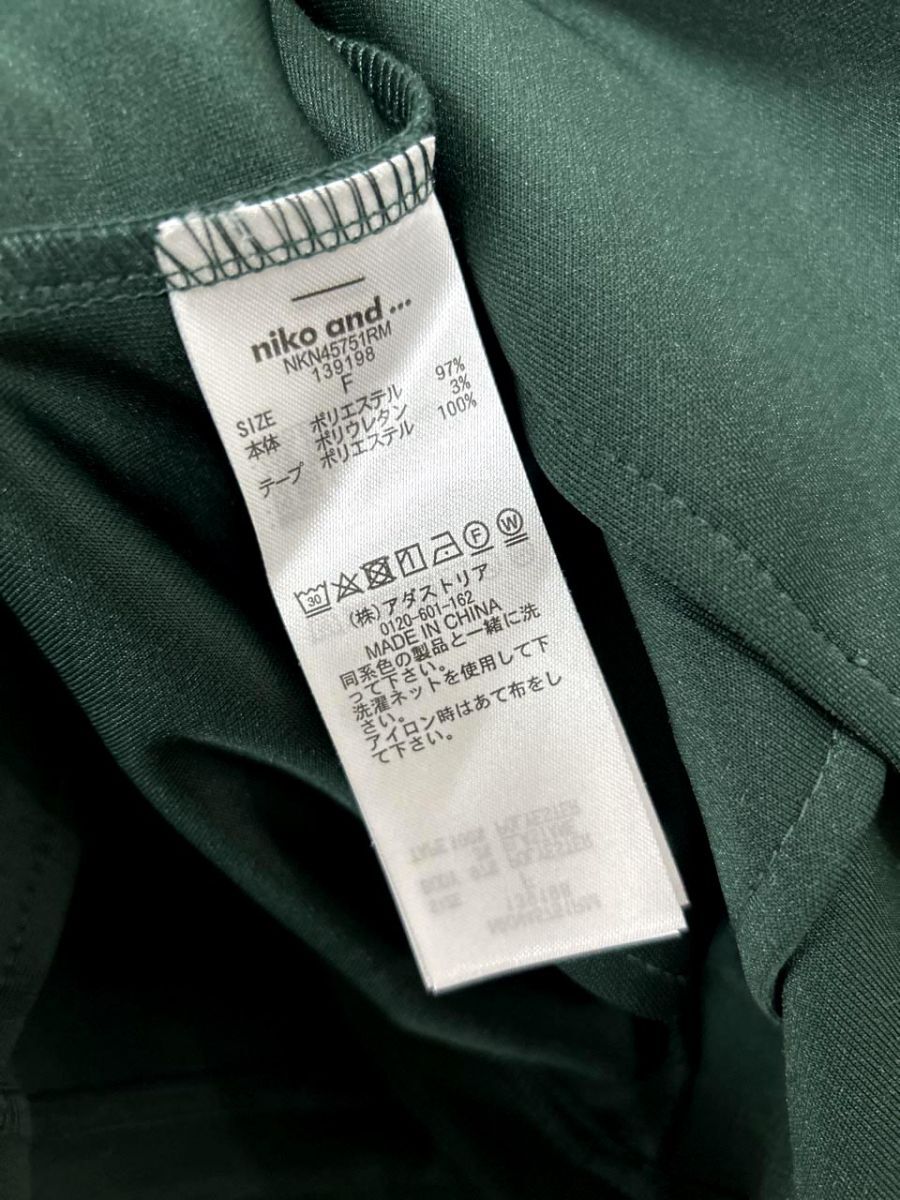 niko and ...
NKN45751RM
139198
SIZE F
本体 ポリエステル 97%
ポリウレタン 3%
テープ ポリエステル 100%
30 F W
(株)アダストリア
0120-601-162
MADE IN CHINA
同系色の製品と一緒に洗
って下さい。
洗濯ネットを使用して下
さい。
アイロン時はあて布をし
て下さい。